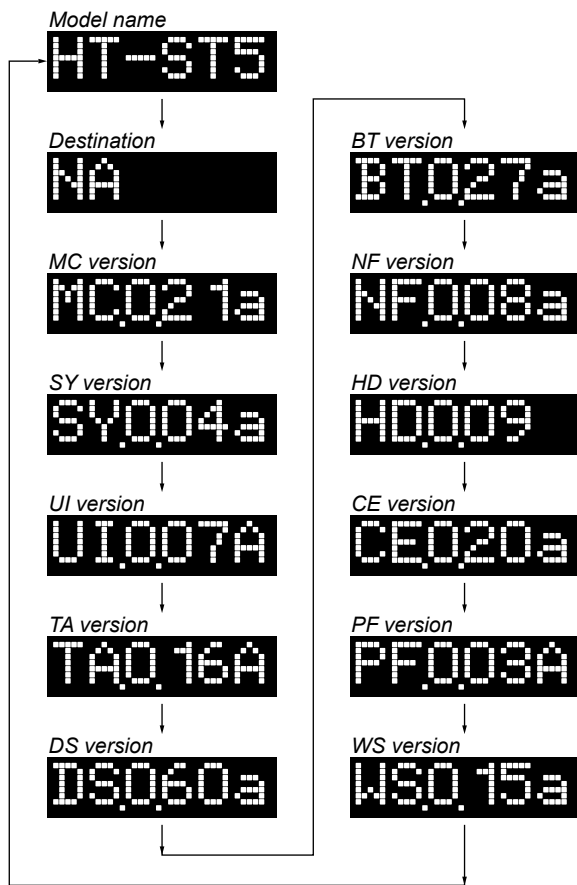 Model name
HT-ST5
Destination
NA
MC version
MC.0.21a
SY version
SY.0.04a
UI version
UI.0.07A
TA version
TA.0.16A
DS version
DS.0.60a
BT version
BT.0.27a
NF version
NF.0.08a
HD version
HD.0.09
CE version
CE.0.20a
PF version
PF.0.03A
WS version
WS.0.15a